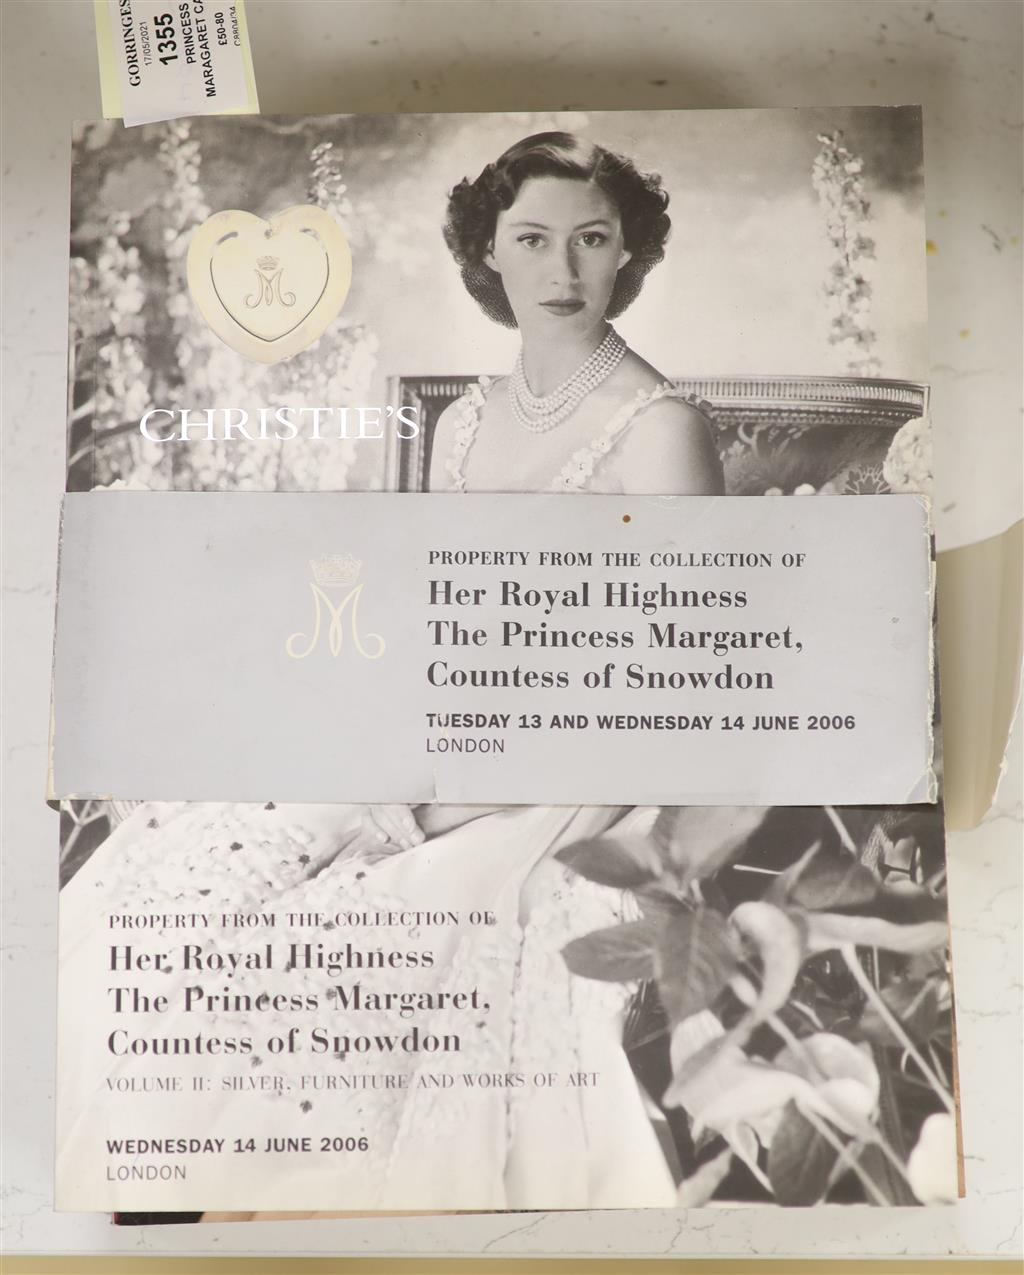 GORRINGES
17/05/2021
1355
PRINCESS
MARAGARET CA
£50-80
M
CHRISTIE'S
M
PROPERTY FROM THE COLLECTION OF
Her Royal Highness
The Princess Margaret,
Countess of Snowdon
TUESDAY 13 AND WEDNESDAY 14 JUNE 2006
LONDON
PROPERTY FROM THE COLLECTION OF
Her Royal Highness
The Princess Margaret,
Countess of Snowdon
VOLUME II: SILVER, FURNITURE AND WORKS OF ART
WEDNESDAY 14 JUNE 2006
LONDON